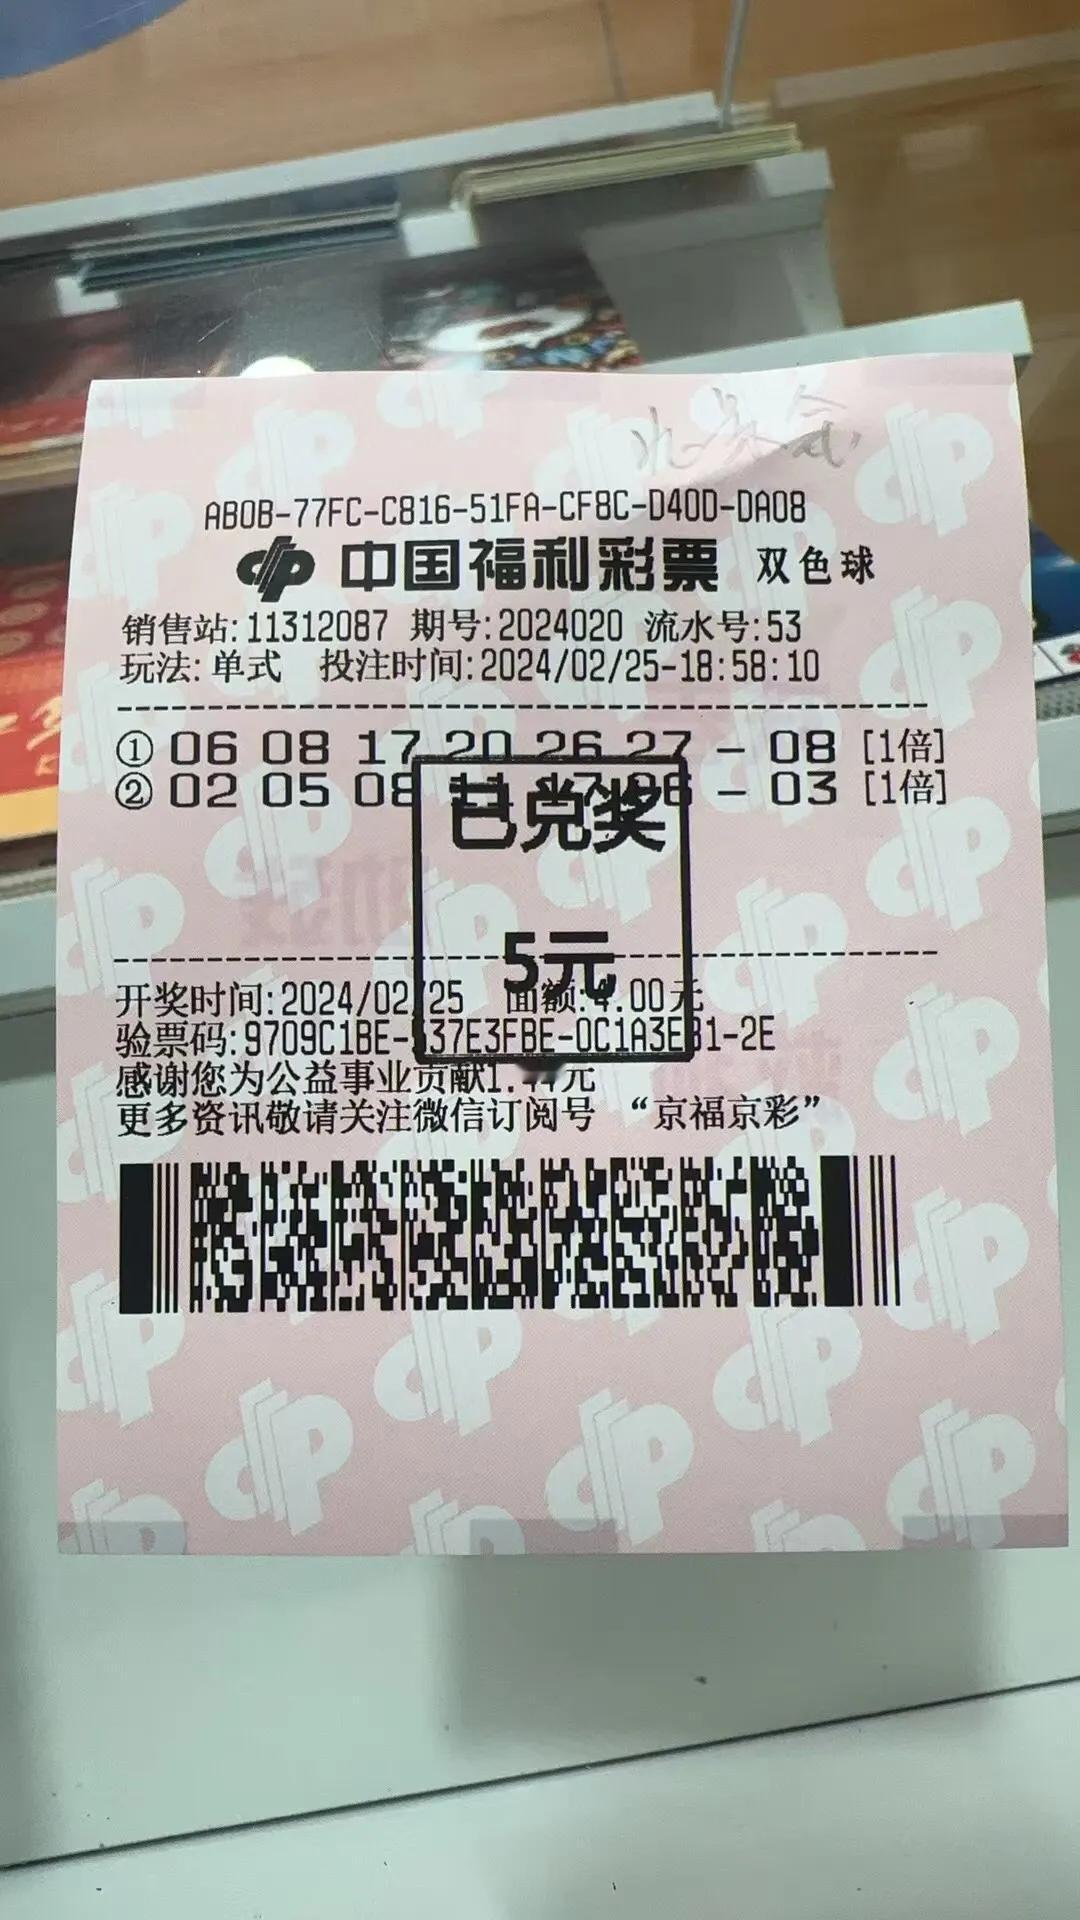 AB0B-77FC-C816-51FA-CF8C-D40D-DA08
中国福利彩票 双色球
销售站:11312087 期号:2024020 流水号:53
玩法:单式 投注时间:2024/02/25-18:58:10
① 06 08 17 20 26 27 - 08 [1倍]
② 02 05 08 - 03 [1倍]
已兑奖
5元
开奖时间:2024/02/25 面额:4.00元
验票码:9709C1BE-37E3FBE-0C1A3E31-2E
感谢您为公益事业贡献1.44元
更多资讯敬请关注微信订阅号 “京福京彩”